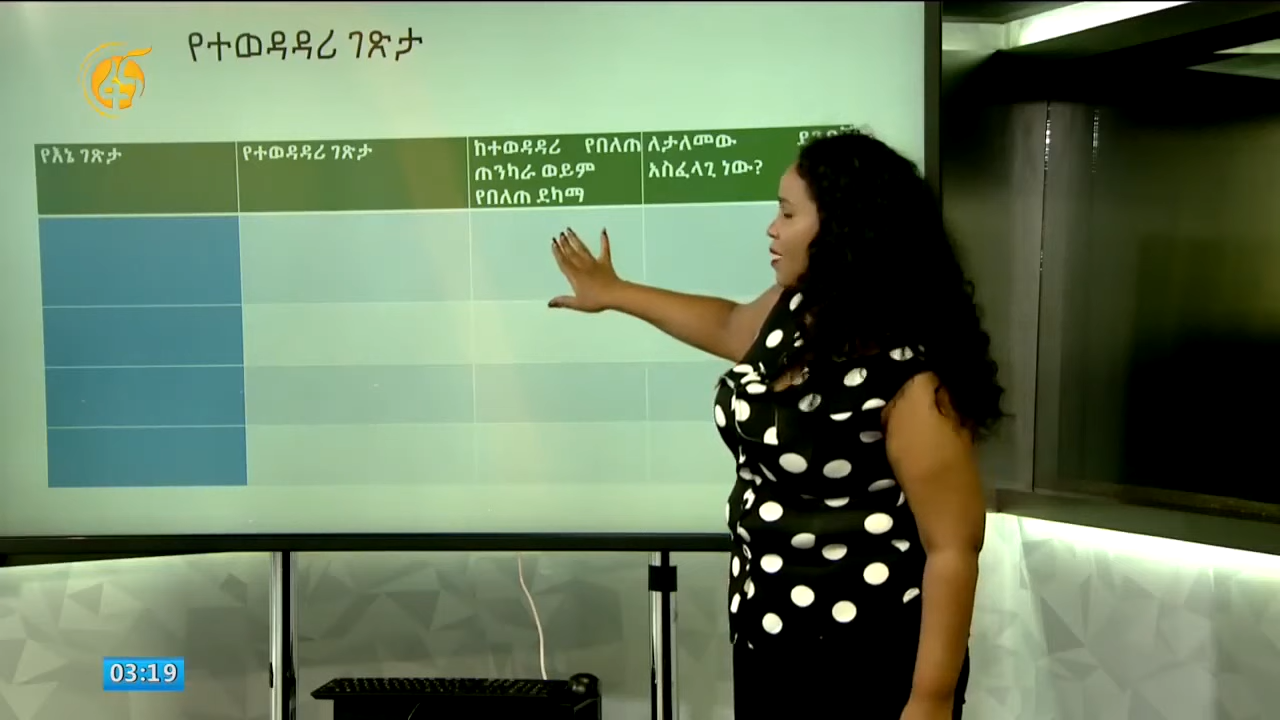 የተወዳዳሪ ገጽታ
የእኔ ገጽታ
የተወዳዳሪ ገጽታ
ከተወዳዳሪ የበለጠ
ጠንካራ ወይም
የበለጠ ደካማ
ለታለመው
አስፈላጊ ነው?
03:19